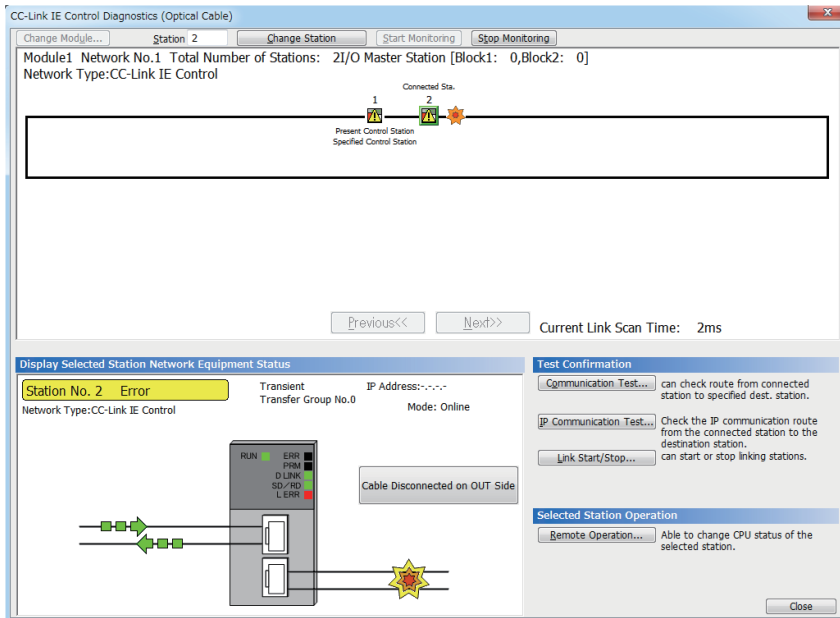 CC-Link IE Control Diagnostics (Optical Cable)
Change Module... Station 2 Change Station Start Monitoring Stop Monitoring
Module1 Network No.1 Total Number of Stations: 2I/O Master Station [Block1: 0,Block2: 0]
Network Type:CC-Link IE Control
Connected Sta.
1 2
Present Control Station
Specified Control Station
Previous<< Next>> Current Link Scan Time: 2ms
Display Selected Station Network Equipment Status
Station No. 2 Error
Network Type:CC-Link IE Control
Transient
Transfer Group No.0
IP Address:-.-.-.-
Mode: Online
RUN ERR
PRM
D LINK
SD/RD
L ERR
Cable Disconnected on OUT Side
Test Confirmation
Communication Test... can check route from connected
station to specified dest. station.
IP Communication Test... Check the IP communication route
from the connected station to the
destination station.
Link Start/Stop... can start or stop linking stations.
Selected Station Operation
Remote Operation... Able to change CPU status of the
selected station.
Close